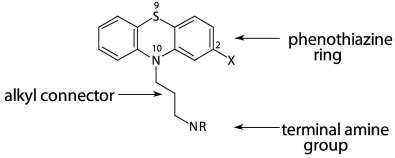 9
S
2
X
phenothiazine
ring
10
N
alkyl connector
NR
terminal amine
group